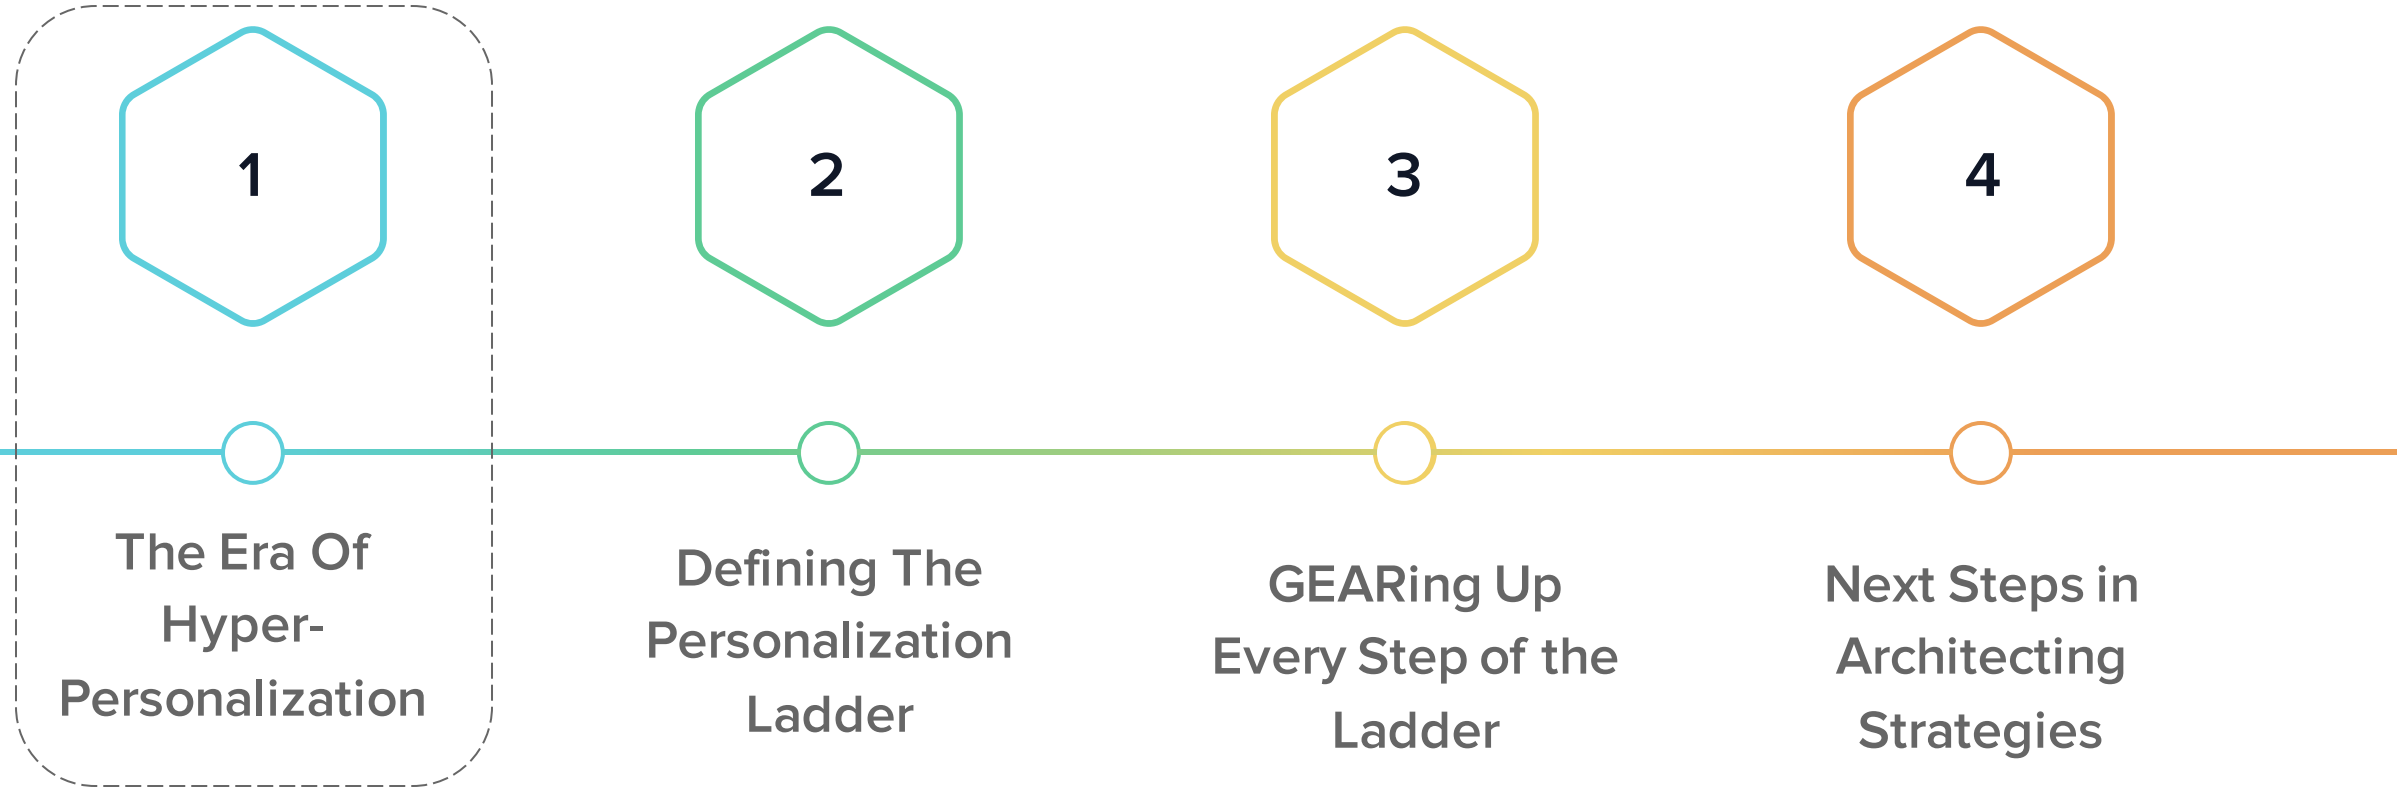 1
2
3
4
The Era Of
Hyper-
Personalization
Defining The
Personalization
Ladder
GEARing Up
Every Step of the
Ladder
Next Steps in
Architecting
Strategies